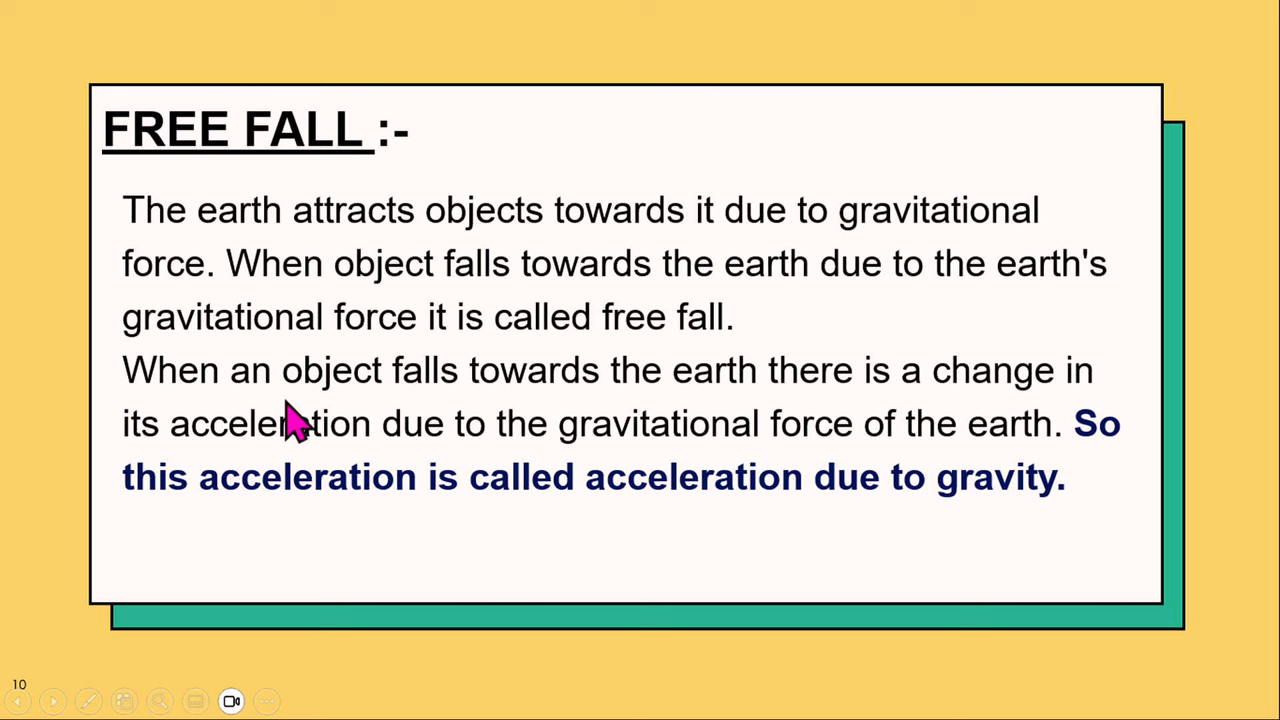 FREE FALL :-
The earth attracts objects towards it due to gravitational
force. When object falls towards the earth due to the earth's
gravitational force it is called free fall.
When an object falls towards the earth there is a change in
its acceleration due to the gravitational force of the earth. So
this acceleration is called acceleration due to gravity.
10